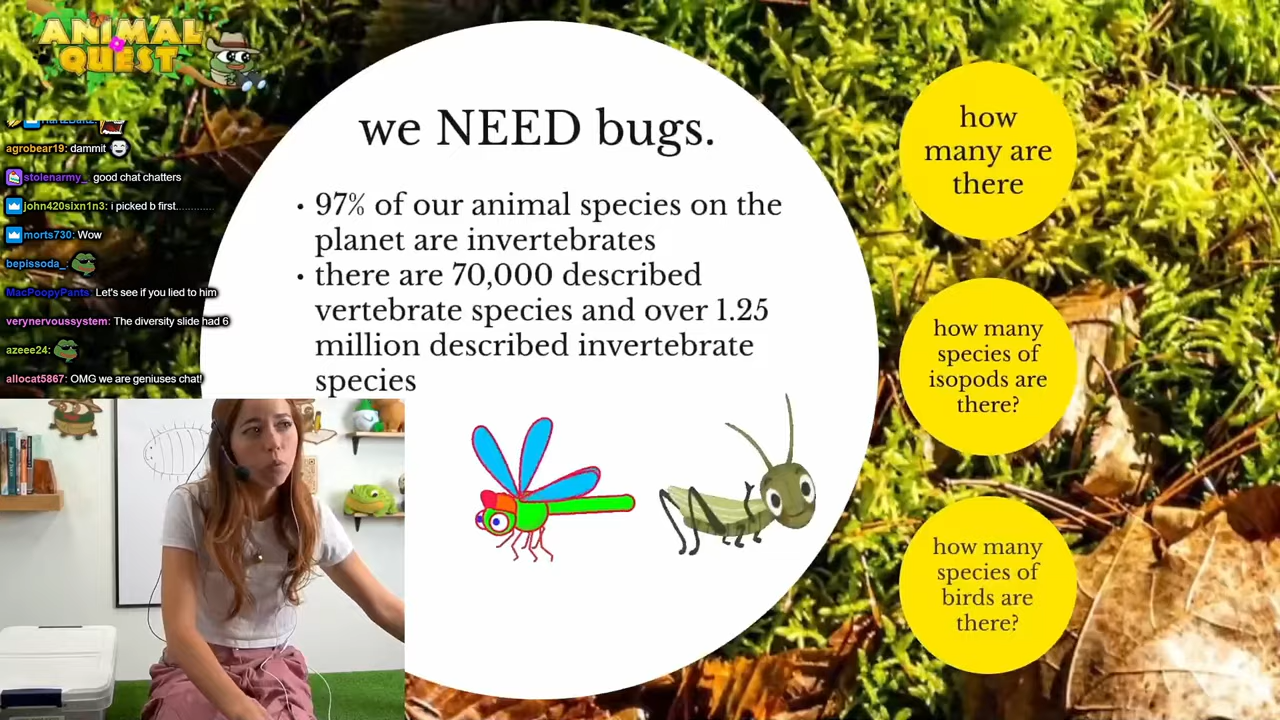 ANIMAL
QUEST
agrobear19: dammit
stolenarmy_: good chat chatters
john420sixn1n3: i picked b first..............
morts730: Wow
bepissoda_:
MacPoopyPants: Let's see if you lied to him
verynervoussystem: The diversity slide had 6
azeee24:
allocat5867: OMG we are geniuses chat!
we NEED bugs.
• 97% of our animal species on the
planet are invertebrates
• there are 70,000 described
vertebrate species and over 1.25
million described invertebrate
species
how
many are
there
how many
species of
isopods are
there?
how many
species of
birds are
there?